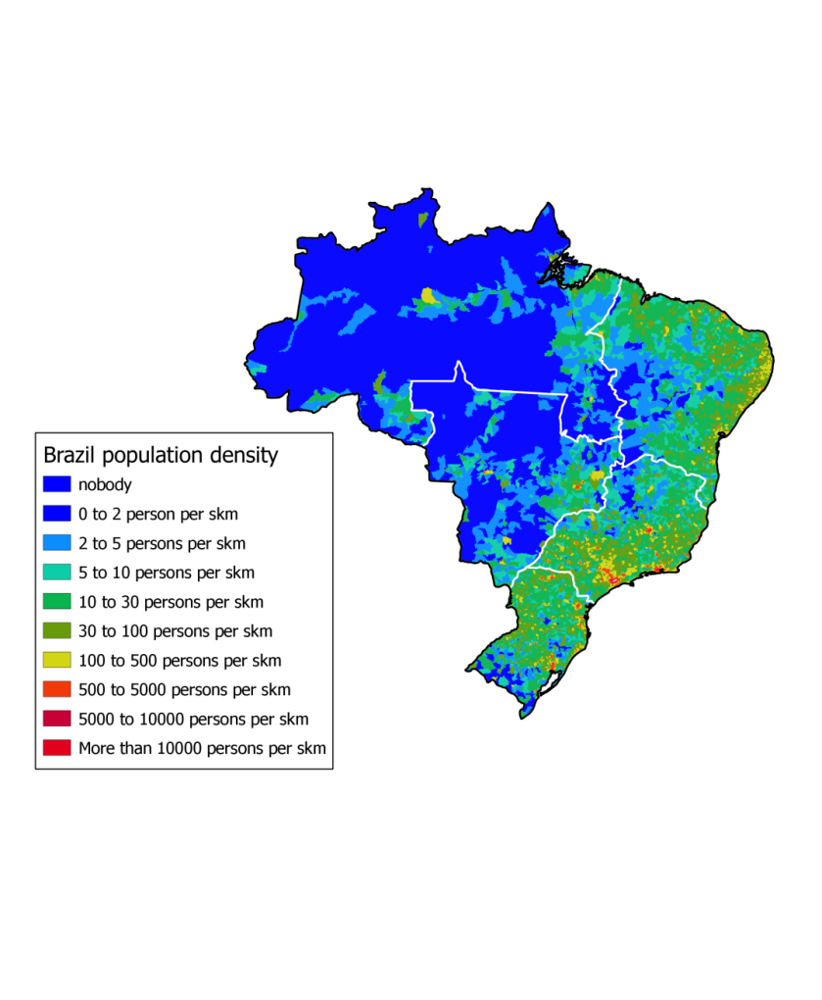 Brazil population density
nobody
0 to 2 person per skm
2 to 5 persons per skm
5 to 10 persons per skm
10 to 30 persons per skm
30 to 100 persons per skm
100 to 500 persons per skm
500 to 5000 persons per skm
5000 to 10000 persons per skm
More than 10000 persons per skm